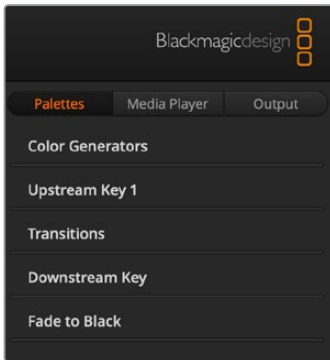 Blackmagicdesign
Palettes Media Player Output
Color Generators
Upstream Key 1
Transitions
Downstream Key
Fade to Black